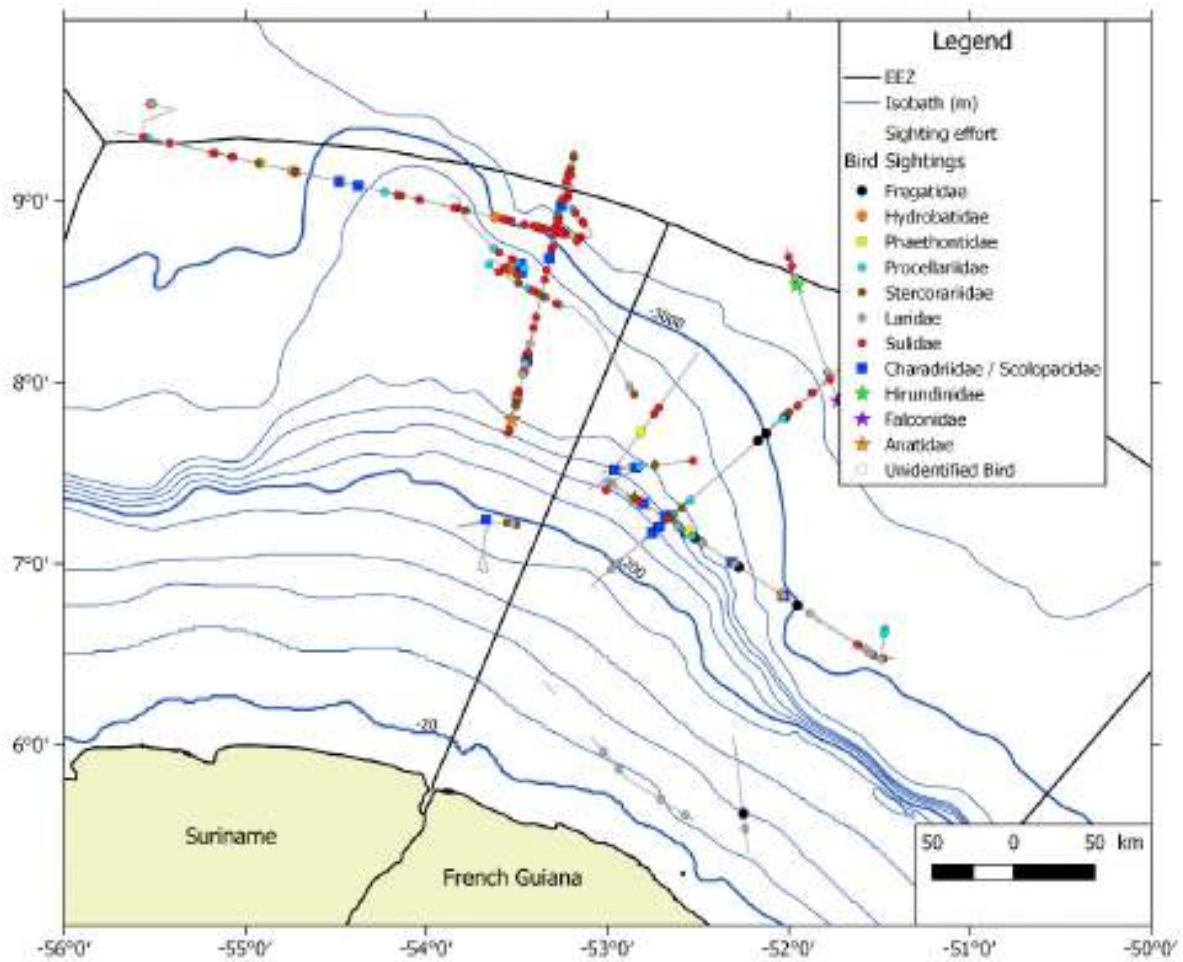 Legend
EEZ
Isobath (m)
Sighting effort
Bird Sightings
Fregatidae
Hydrobatidae
Phaethontidae
Procellariidae
Stercorariidae
Laridae
Sulidae
Charadriidae / Scolopacidae
Hirundinidae
Falconidae
Anatidae
Unidentified Bird
9°0'
8°0'
7°0'
6°0'
-200
-20
Suriname
French Guiana
50 0 50 km
-56°0' -55°0' -54°0' -53°0' -52°0' -51°0' -50°0'